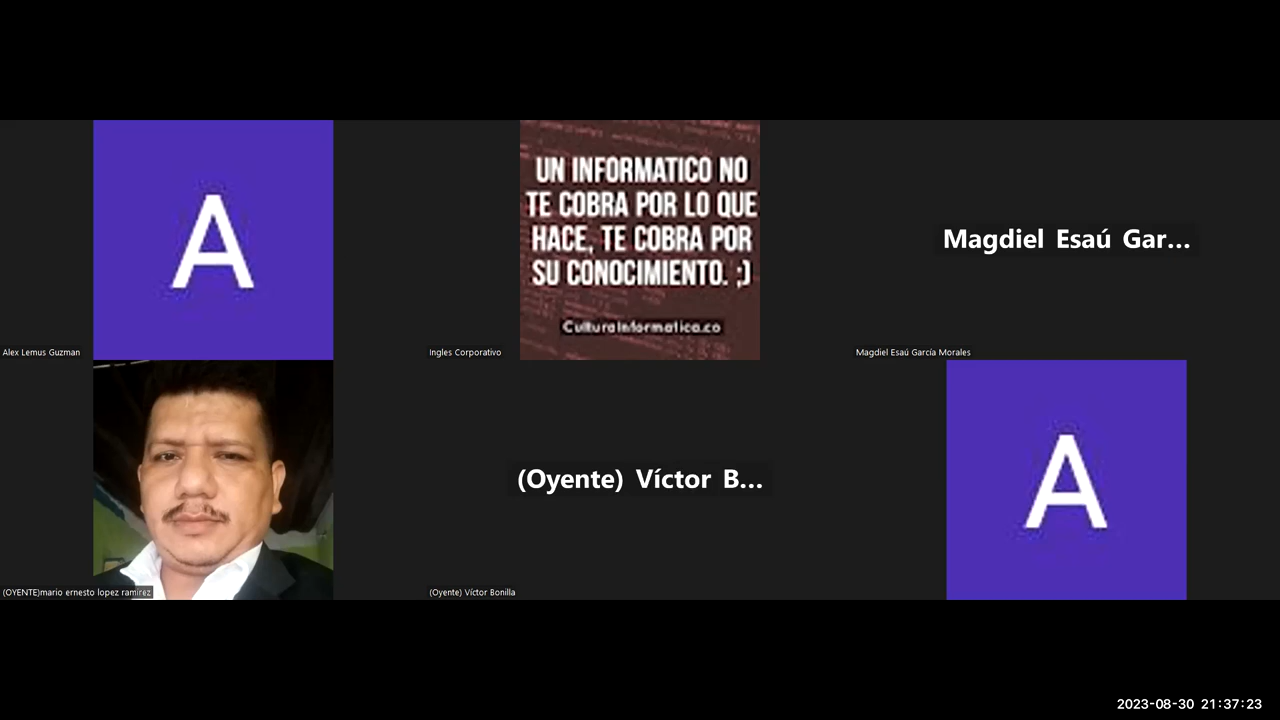 A
UN INFORMATICO NO
TE COBRA POR LO QUE
HACE, TE COBRA POR
SU CONOCIMIENTO. ;)
CulturaInformatica.co
Magdiel Esaú Gar...
Alex Lemus Guzman
Ingles Corporativo
Magdiel Esaú García Morales
(Oyente) Víctor B...
A
(OYENTE)mario ernesto lopez ramirez
(Oyente) Víctor Bonilla
2023-08-30 21:37:23